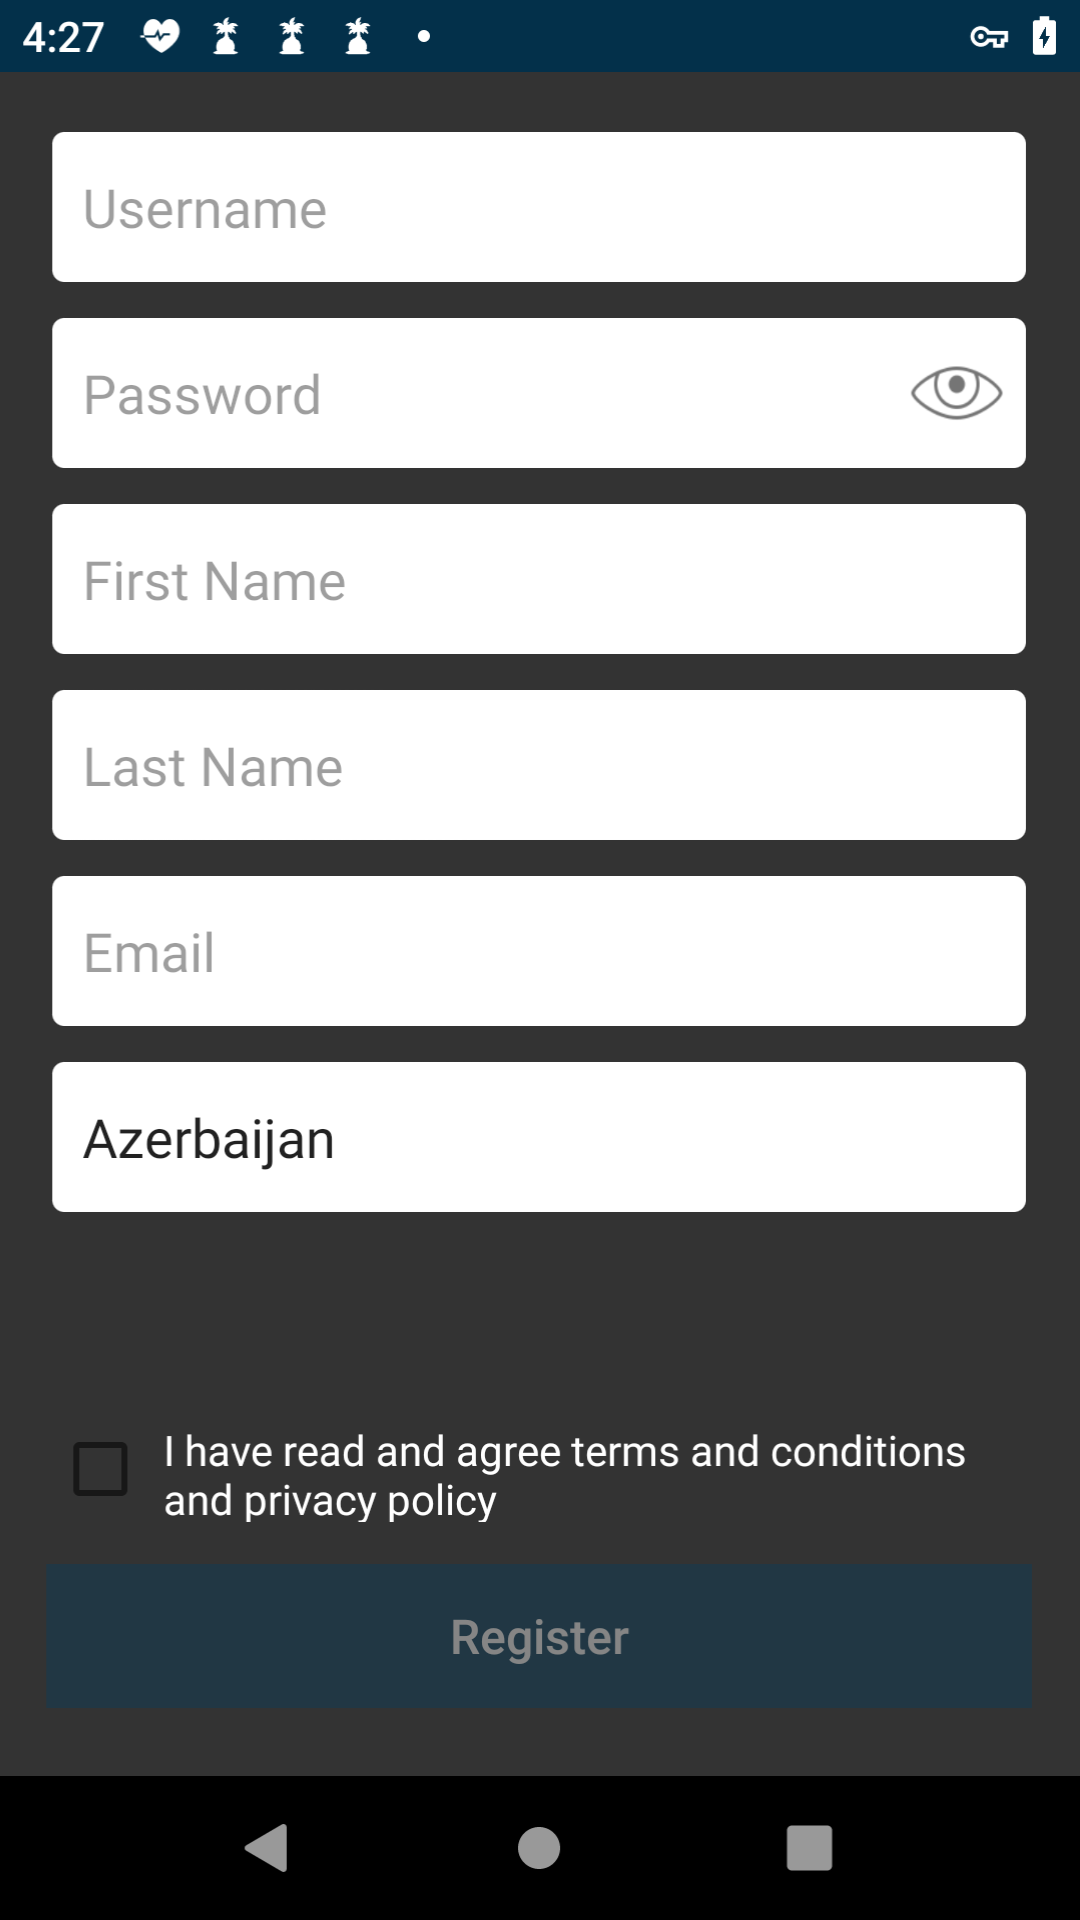 4:27
Username
Password
First Name
Last Name
Email
Azerbaijan
I have read and agree terms and conditions
and privacy policy
Register